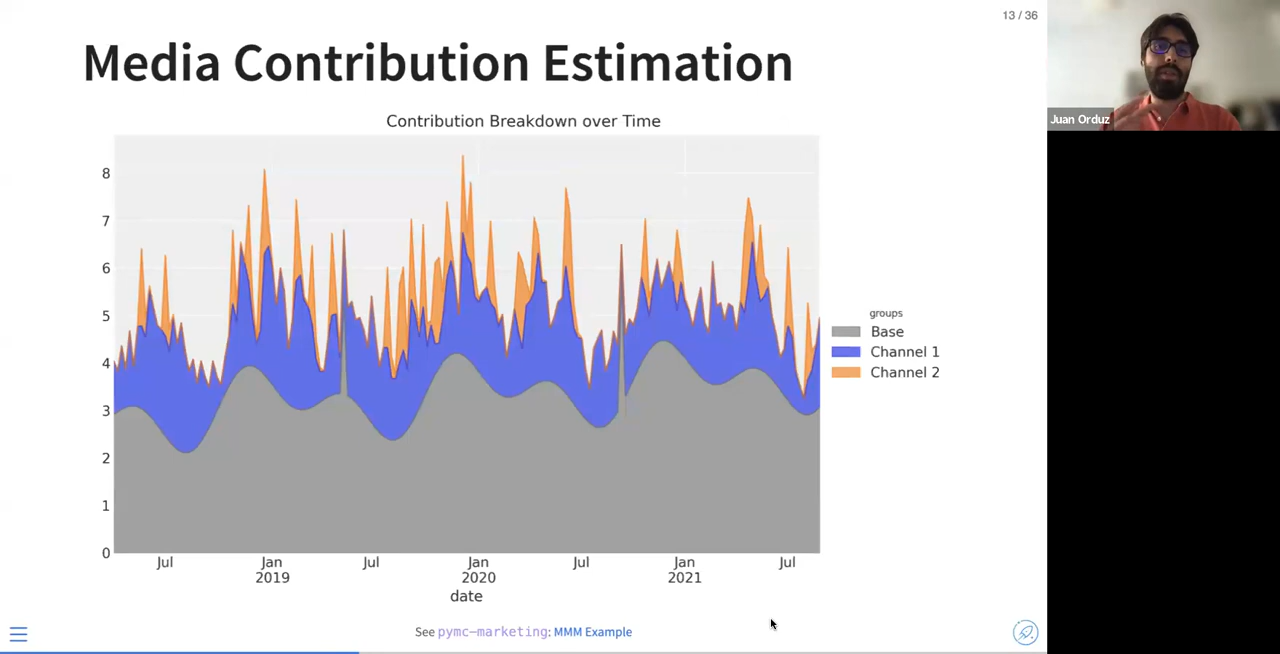 13 / 36
Media Contribution Estimation
Juan Orduz
Contribution Breakdown over Time
8
7
6
5
4
3
2
1
0
Jul
Jan
2019
Jul
Jan
2020
Jul
Jan
2021
Jul
date
groups
Base
Channel 1
Channel 2
See pymc-marketing: MMM Example